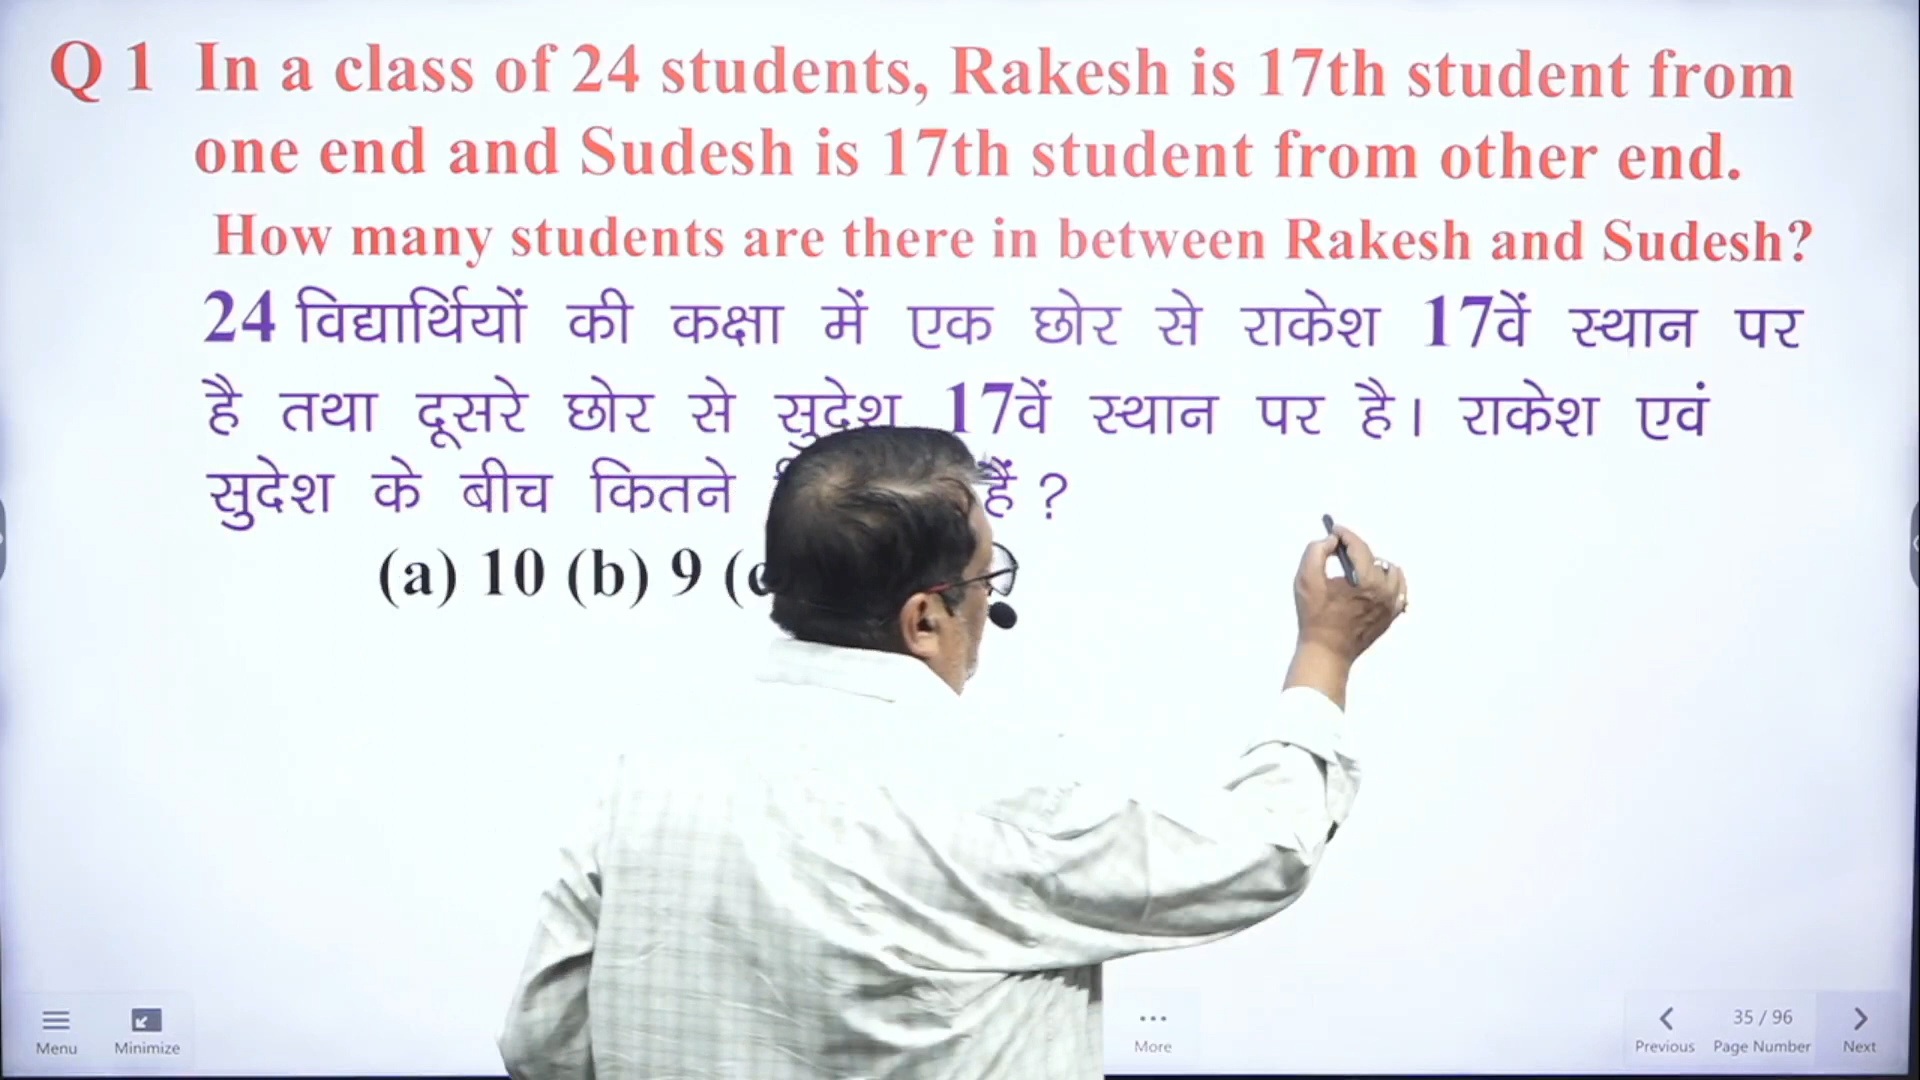 Q 1 In a class of 24 students, Rakesh is 17th student from
one end and Sudesh is 17th student from other end.
How many students are there in between Rakesh and Sudesh?
24 विद्यार्थियों की कक्षा में एक छोर से राकेश 17वें स्थान पर
है तथा दूसरे छोर से सुदेश 17वें स्थान पर है। राकेश एवं
सुदेश के बीच कितने हैं ?
(a) 10 (b) 9
Menu
Minimize
More
Previous
35 / 96
Page Number
Next